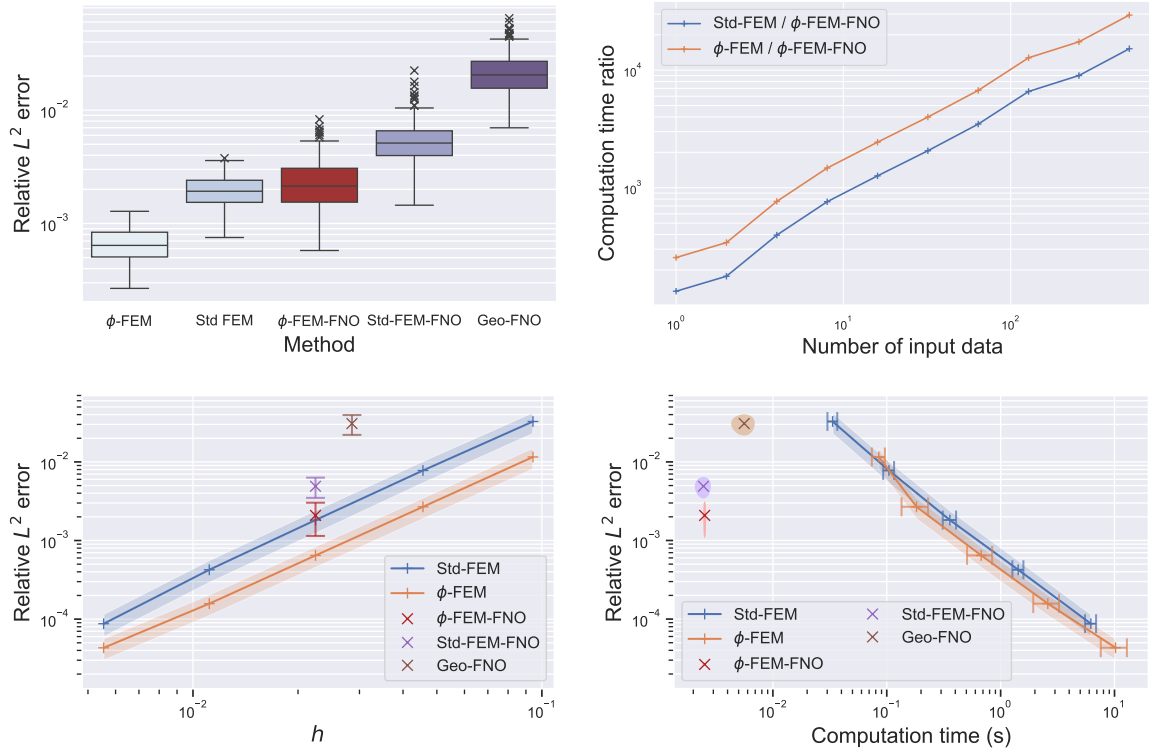 Relative L² error
10⁻²
10⁻³
ϕ-FEM
Std FEM
ϕ-FEM-FNO
Std-FEM-FNO
Geo-FNO
Method
Computation time ratio
Std-FEM / ϕ-FEM-FNO
ϕ-FEM / ϕ-FEM-FNO
10⁴
10³
10⁰
10¹
10²
Number of input data
Relative L² error
10⁻²
10⁻³
10⁻⁴
Std-FEM
ϕ-FEM
ϕ-FEM-FNO
Std-FEM-FNO
Geo-FNO
10⁻²
10⁻¹
h
Relative L² error
10⁻²
10⁻³
10⁻⁴
Std-FEM
ϕ-FEM
ϕ-FEM-FNO
Std-FEM-FNO
Geo-FNO
10⁻²
10⁻¹
10⁰
10¹
Computation time (s)